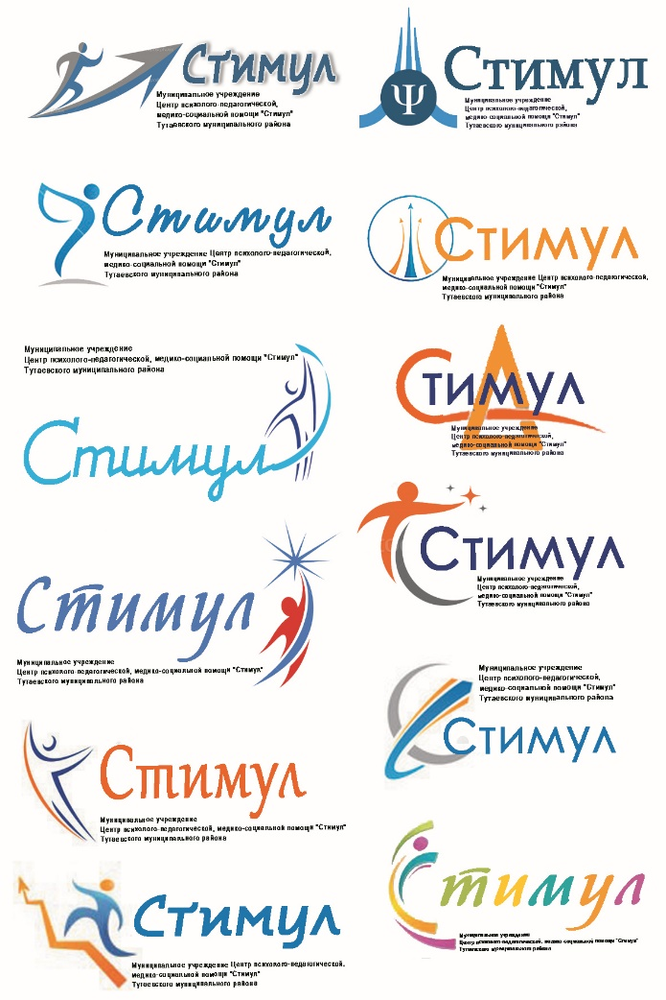 Стимул
Муниципальное учреждение
Центр психолого-педагогической,
медико-социальной помощи "Стимул"
Тутаевского муниципального района
Ψ
Стимул
Муниципальное учреждение
Центр психолого-педагогической,
медико-социальной помощи "Стимул"
Тутаевского муниципального района
Стимул
Муниципальное учреждение Центр психолого-педагогической,
медико-социальной помощи "Стимул"
Тутаевского муниципального района
Стимул
Муниципальное учреждение Центр психолого-педагогической,
медико-социальной помощи "Стимул"
Тутаевского муниципального района
Муниципальное учреждение
Центр психолого-педагогической, медико-социальной помощи "Стимул"
Тутаевского муниципального района
Стимул
Стимул
Муниципальное учреждение
Центр психолого-педагогической,
медико-социальной помощи "Стимул"
Тутаевского муниципального района
Стимул
Муниципальное учреждение
Центр психолого-педагогической,
медико-социальной помощи "Стимул"
Тутаевского муниципального района
Стимул
Муниципальное учреждение
Центр психолого-педагогической, медико-социальной помощи "Стимул"
Тутаевского муниципального района
Муниципальное учреждение
Центр психолого-педагогической,
медико-социальной помощи "Стимул"
Тутаевского муниципального района
Стимул
Стимул
Муниципальное учреждение
Центр психолого-педагогической, медико-социальной помощи "Стимул"
Тутаевского муниципального района
Стимул
Муниципальное учреждение
Центр психолого-педагогической, медико-социальной помощи "Стимул"
Тутаевского муниципального района
Стимул
Муниципальное учреждение Центр психолого-педагогической,
медико-социальной помощи "Стимул"
Тутаевского муниципального района